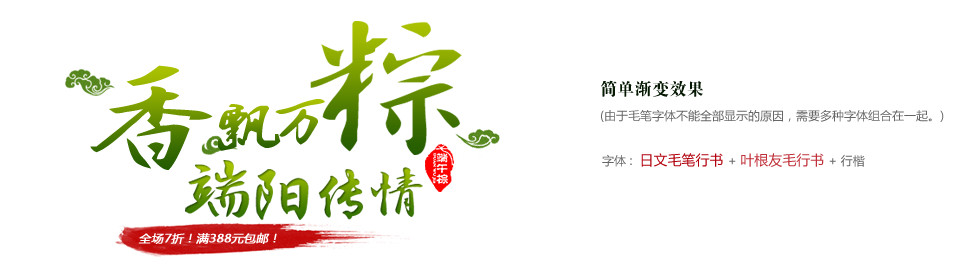 香飘万粽
端阳传情
端午粽
全场7折！满388元包邮！
简单渐变效果
(由于毛笔字体不能全部显示的原因，需要多种字体组合在一起。)
字体：日文毛笔行书 + 叶根友毛行书 + 行楷